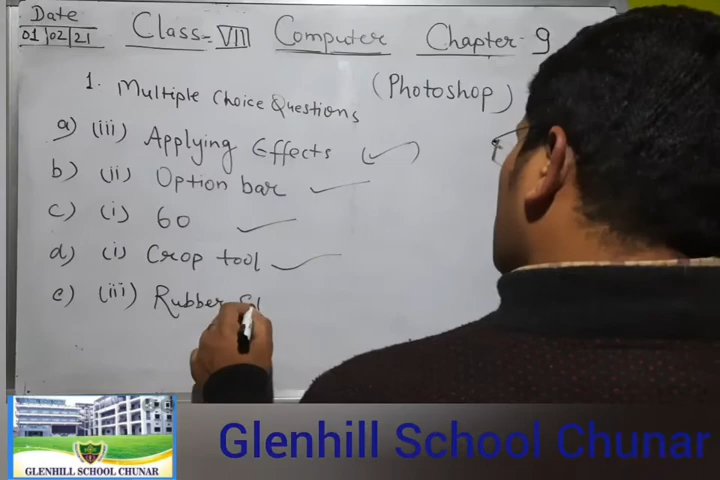 Date
01/02/21
Class-VII Computer Chapter-9
1. Multiple Choice Questions (Photoshop)
a) (iii) Applying Effects
b) (ii) Option bar
c) (i) 60
d) (i) Crop tool
e) (iii) Rubber
GLENHILL SCHOOL CHUNAR
Glenhill School Chunar